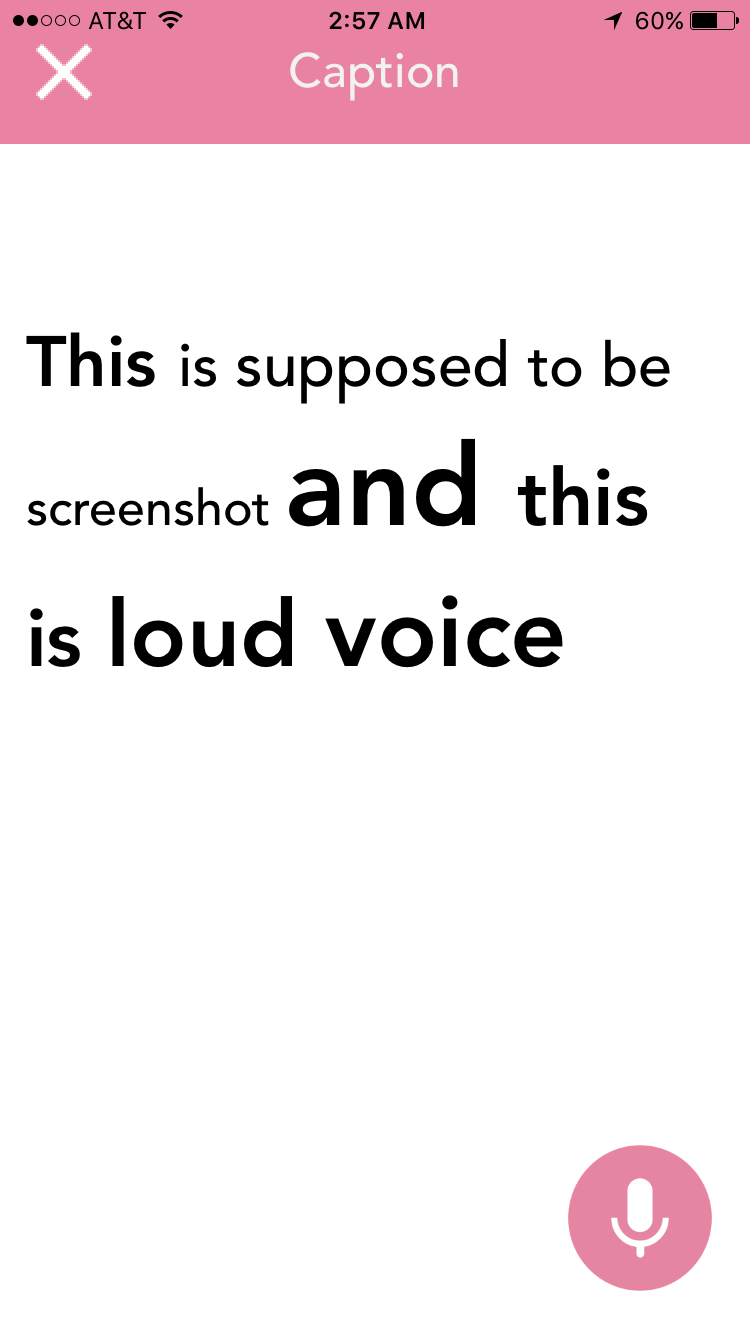 AT&T 2:57 AM 60%
Caption
This is supposed to be
screenshot and this
is loud voice